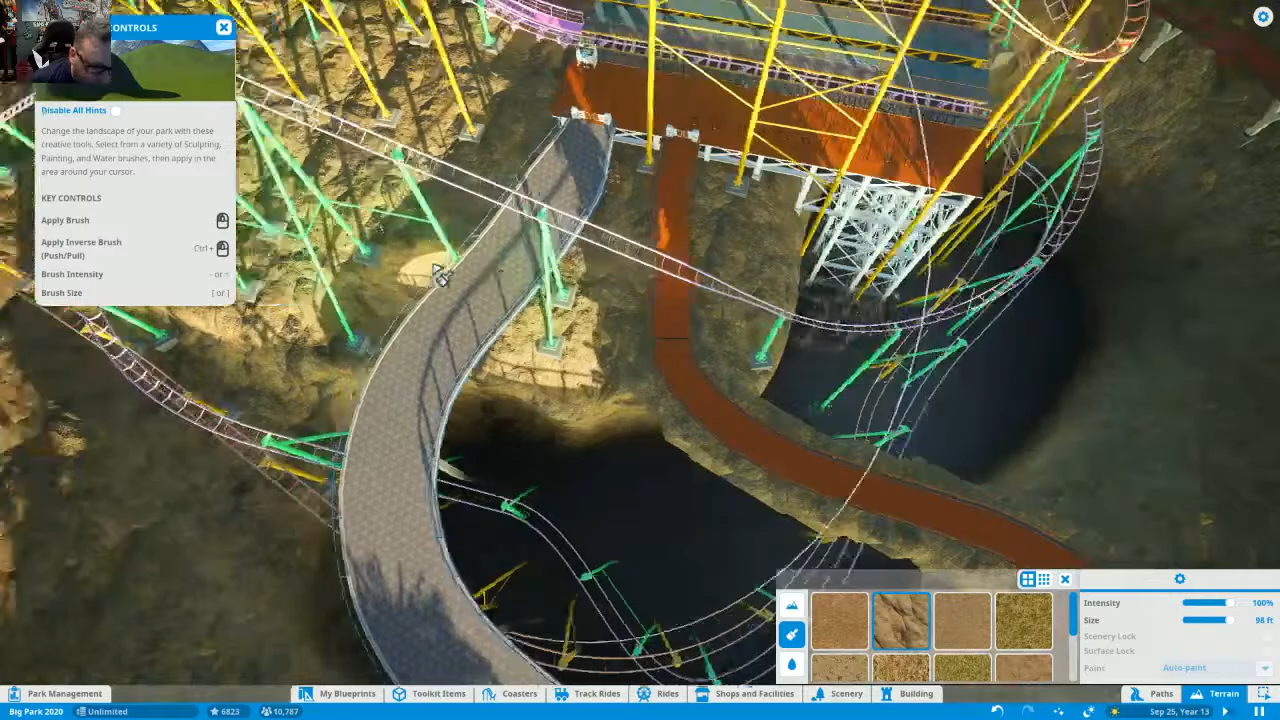 CONTROLS
Disable All Hints
Change the landscape of your park with these
creative tools. Select from a variety of Sculpting,
Painting, and Water brushes, then apply in the
area around your cursor.
KEY CONTROLS
Apply Brush
Apply Inverse Brush
(Push/Pull)
Ctrl +
Brush Intensity - or =
Brush Size [ or ]
Intensity 100%
Size 98 ft
Scenery Lock
Surface Lock
Paint Auto-paint
Park Management My Blueprints Toolkit Items Coasters Track Rides Rides Shops and Facilities Scenery Building Paths Terrain
Big Park 2020 Unlimited 6823 10,787 Sep 25, Year 13